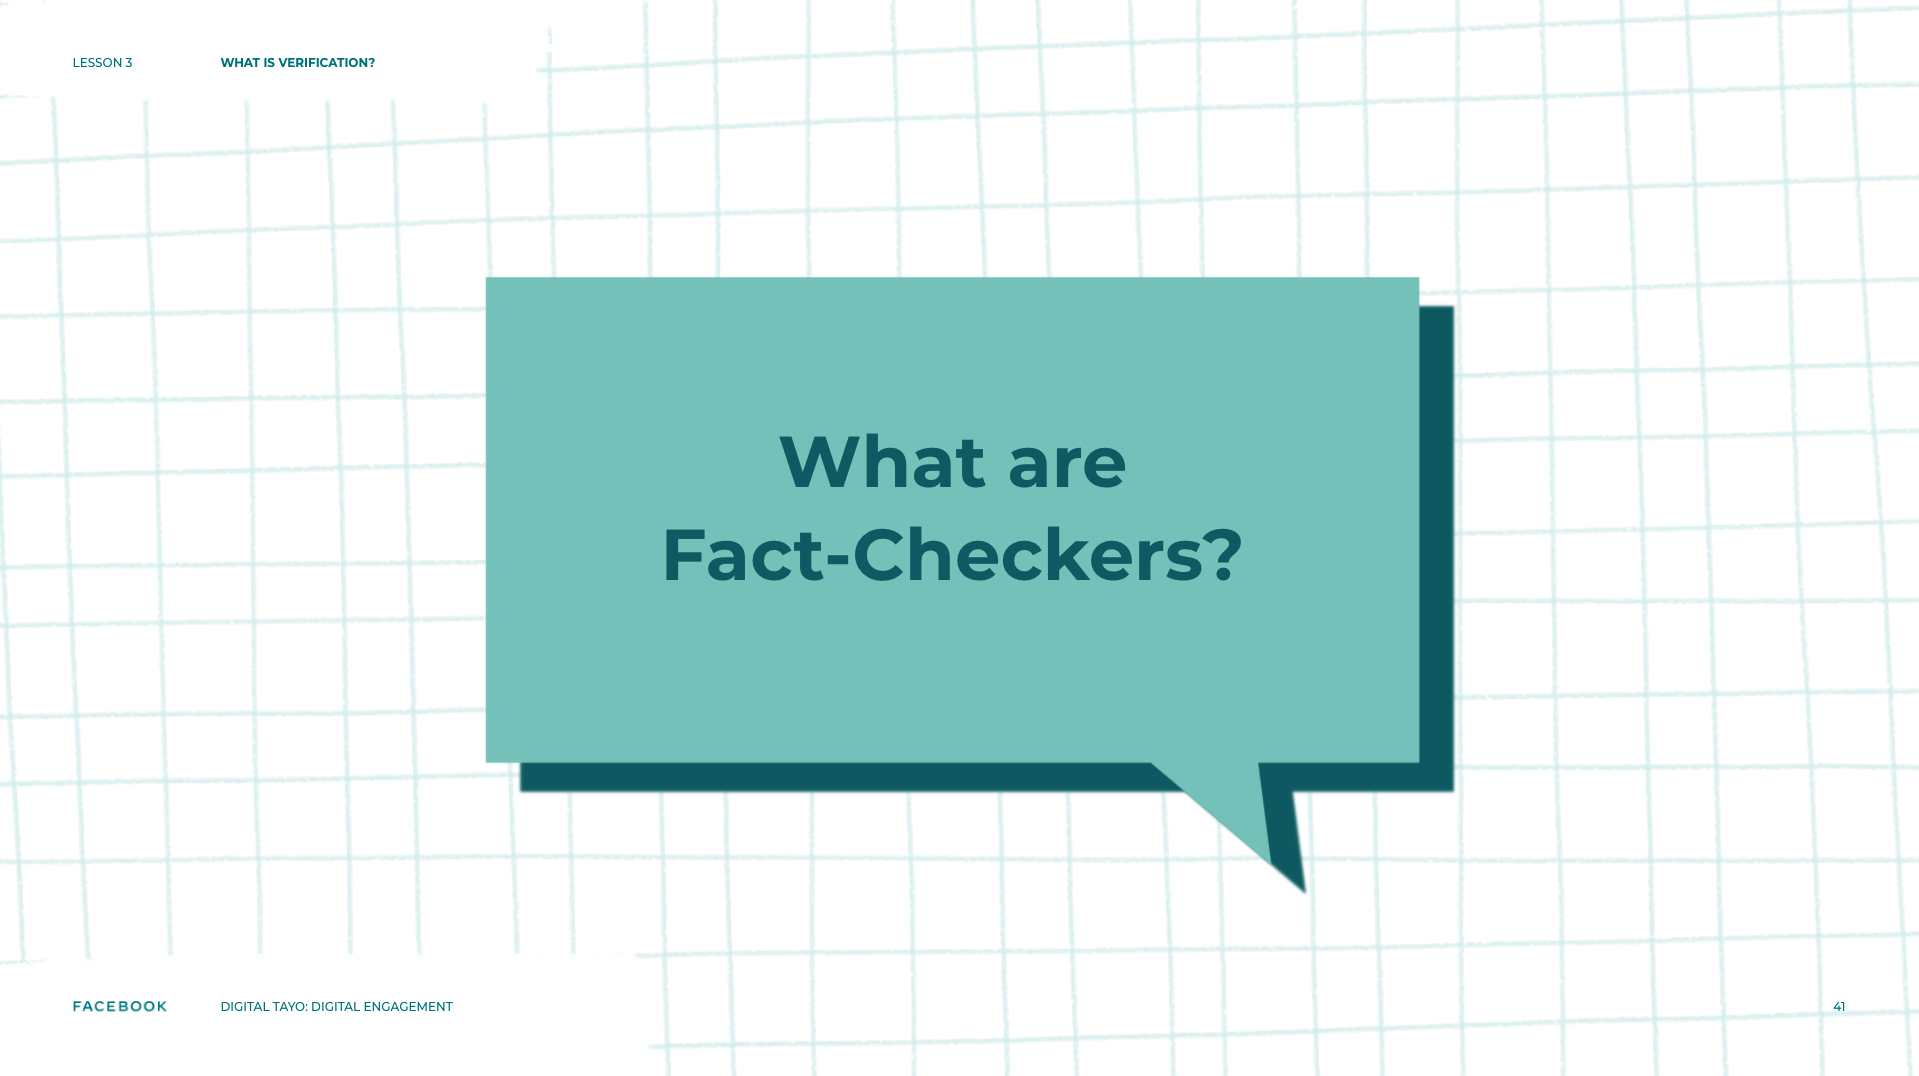 LESSON 3
WHAT IS VERIFICATION?
What are
Fact-Checkers?
FACEBOOK
DIGITAL TAYO: DIGITAL ENGAGEMENT
41